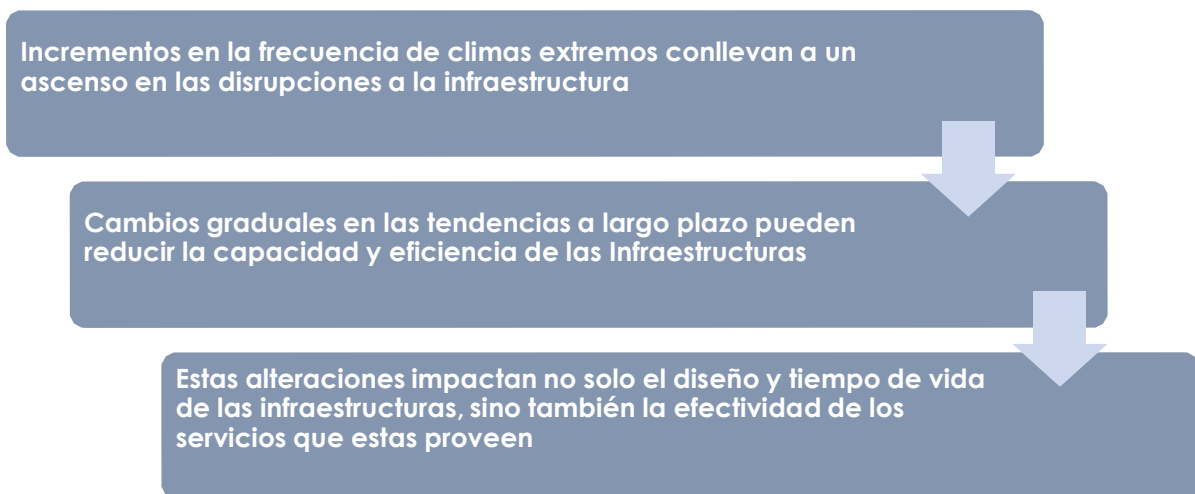 Incrementos en la frecuencia de climas extremos conllevan a un
ascenso en las disrupciones a la infraestructura
Cambios graduales en las tendencias a largo plazo pueden
reducir la capacidad y eficiencia de las Infraestructuras
Estas alteraciones impactan no solo el diseño y tiempo de vida
de las infraestructuras, sino también la efectividad de los
servicios que estas proveen